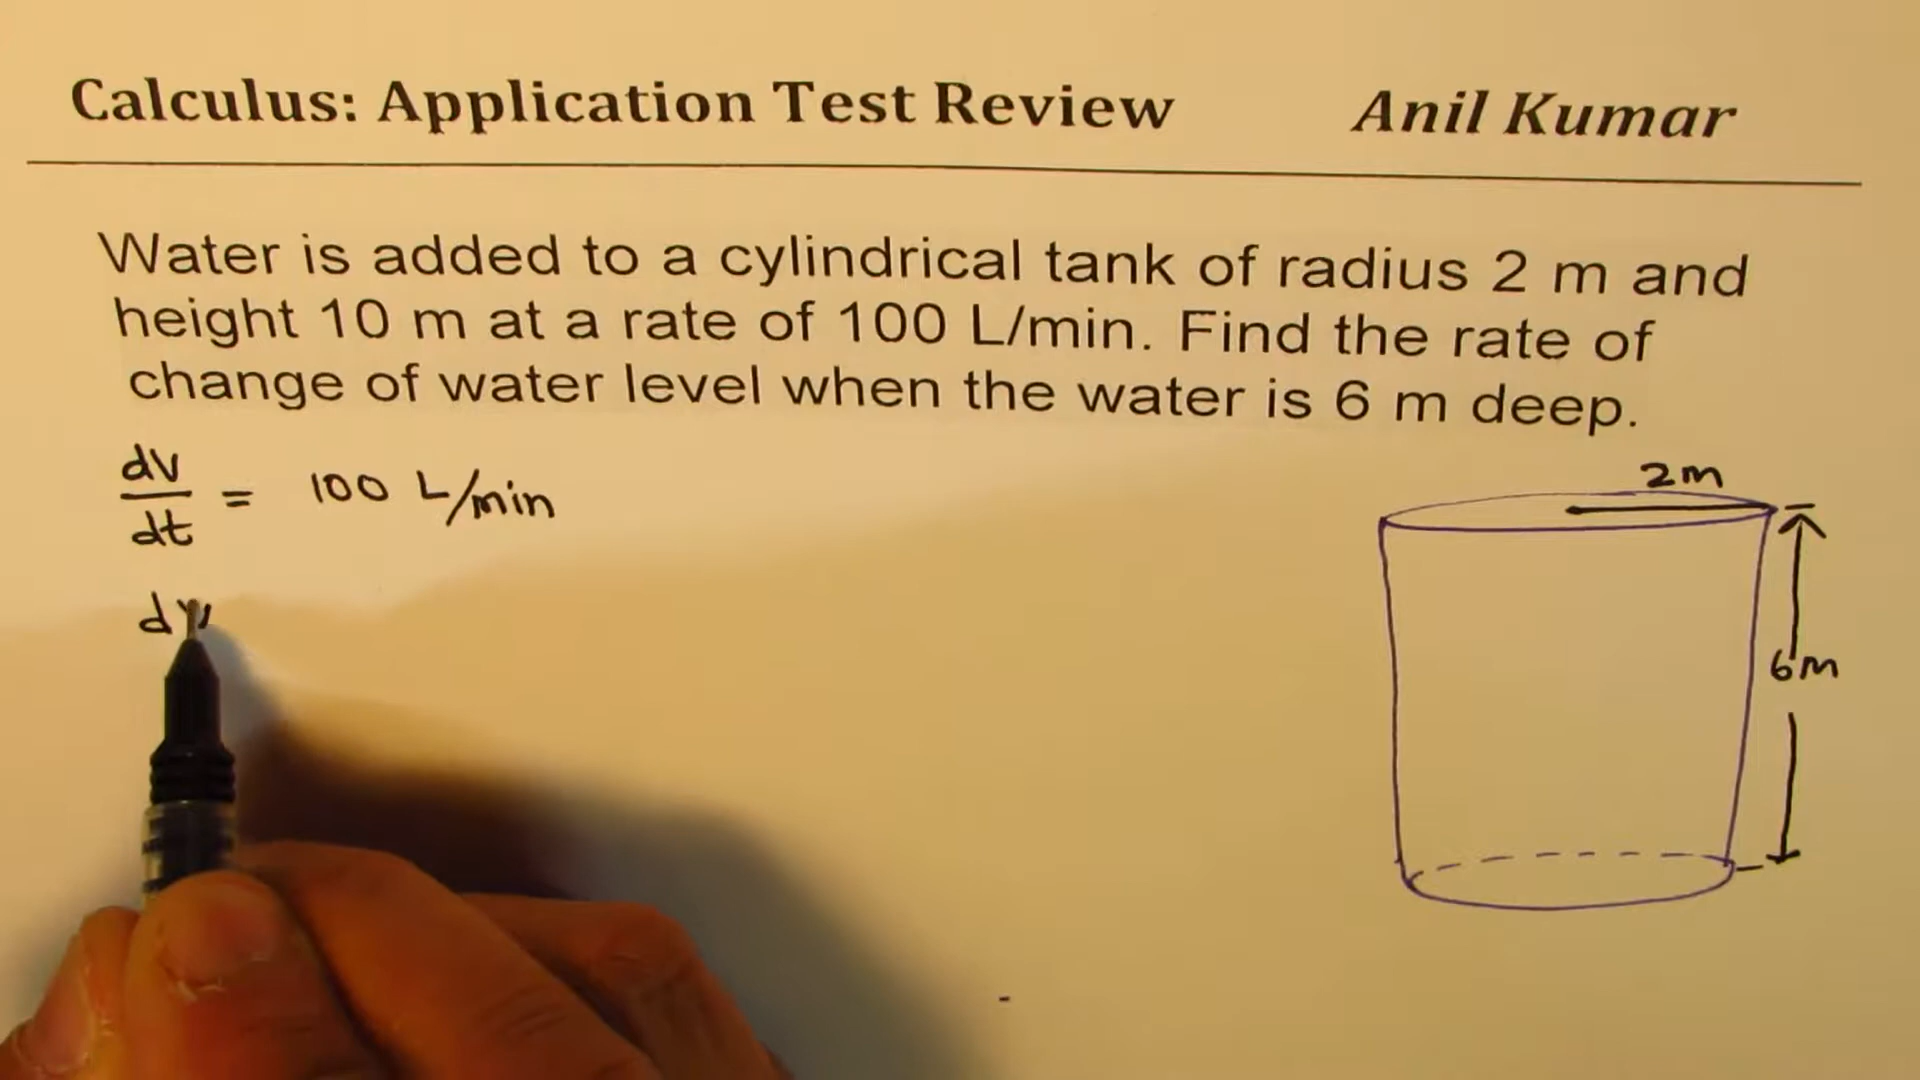 Calculus: Application Test Review Anil Kumar
Water is added to a cylindrical tank of radius 2 m and
height 10 m at a rate of 100 L/min. Find the rate of
change of water level when the water is 6 m deep.
dV
dt = 100 L/min
2m
6m